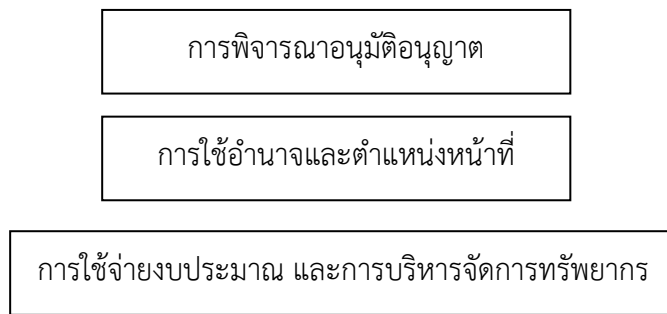 การพิจารณาอนุมัติอนุญาต
การใช้อำนาจและตำแหน่งหน้าที่
การใช้จ่ายงบประมาณ และการบริหารจัดการทรัพยากร